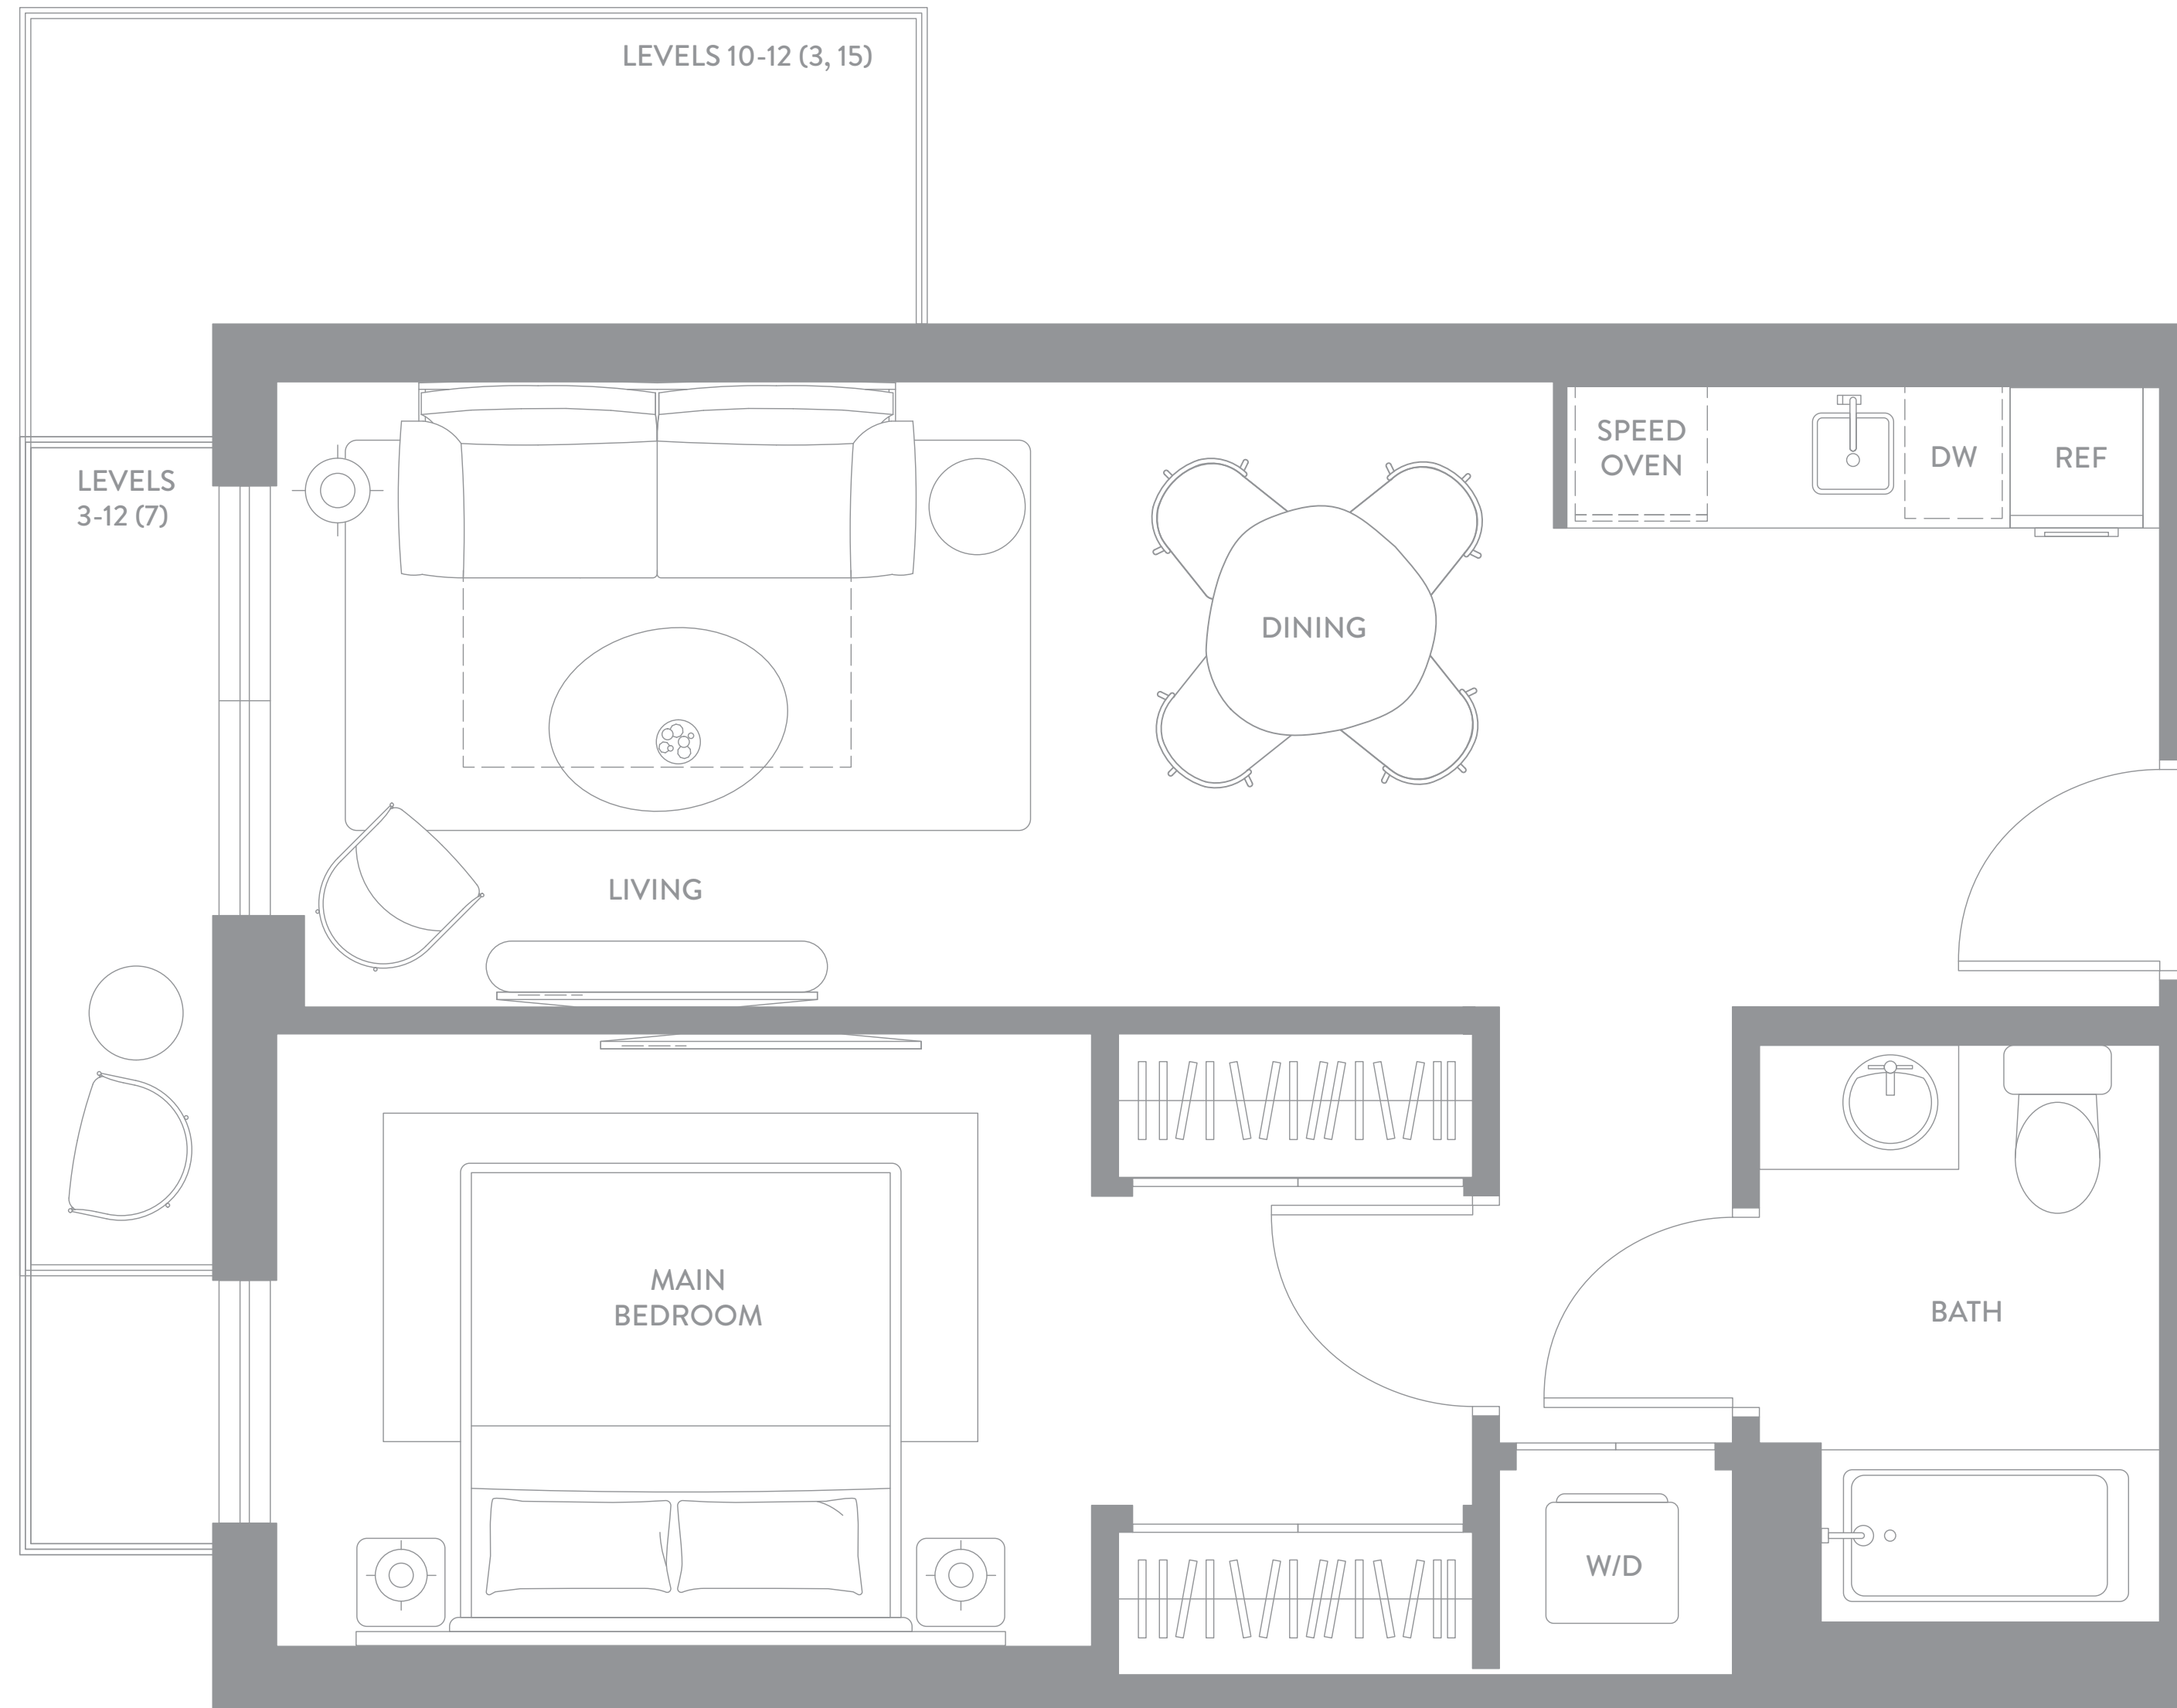 LEVELS 10-12 (3, 15)
LEVELS
3-12 (7)
SPEED
OVEN
DW
REF
DINING
LIVING
MAIN
BEDROOM
BATH
W/D